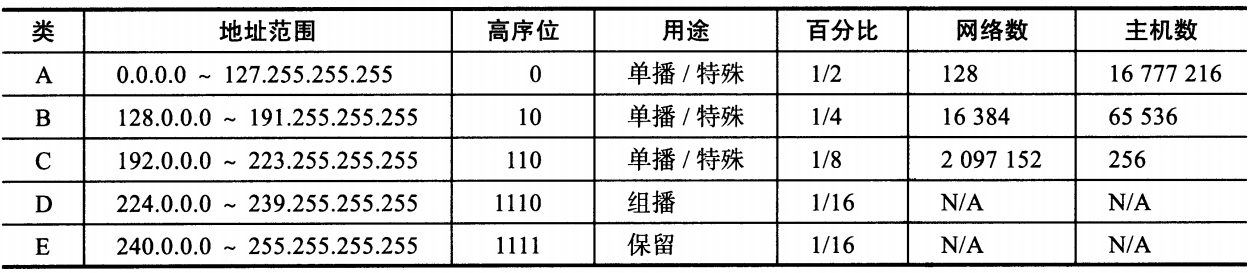 类 地址范围 高序位 用途 百分比 网络数 主机数
A 0.0.0.0 ~ 127.255.255.255 0 单播 / 特殊 1/2 128 16 777 216
B 128.0.0.0 ~ 191.255.255.255 10 单播 / 特殊 1/4 16 384 65 536
C 192.0.0.0 ~ 223.255.255.255 110 单播 / 特殊 1/8 2 097 152 256
D 224.0.0.0 ~ 239.255.255.255 1110 组播 1/16 N/A N/A
E 240.0.0.0 ~ 255.255.255.255 1111 保留 1/16 N/A N/A